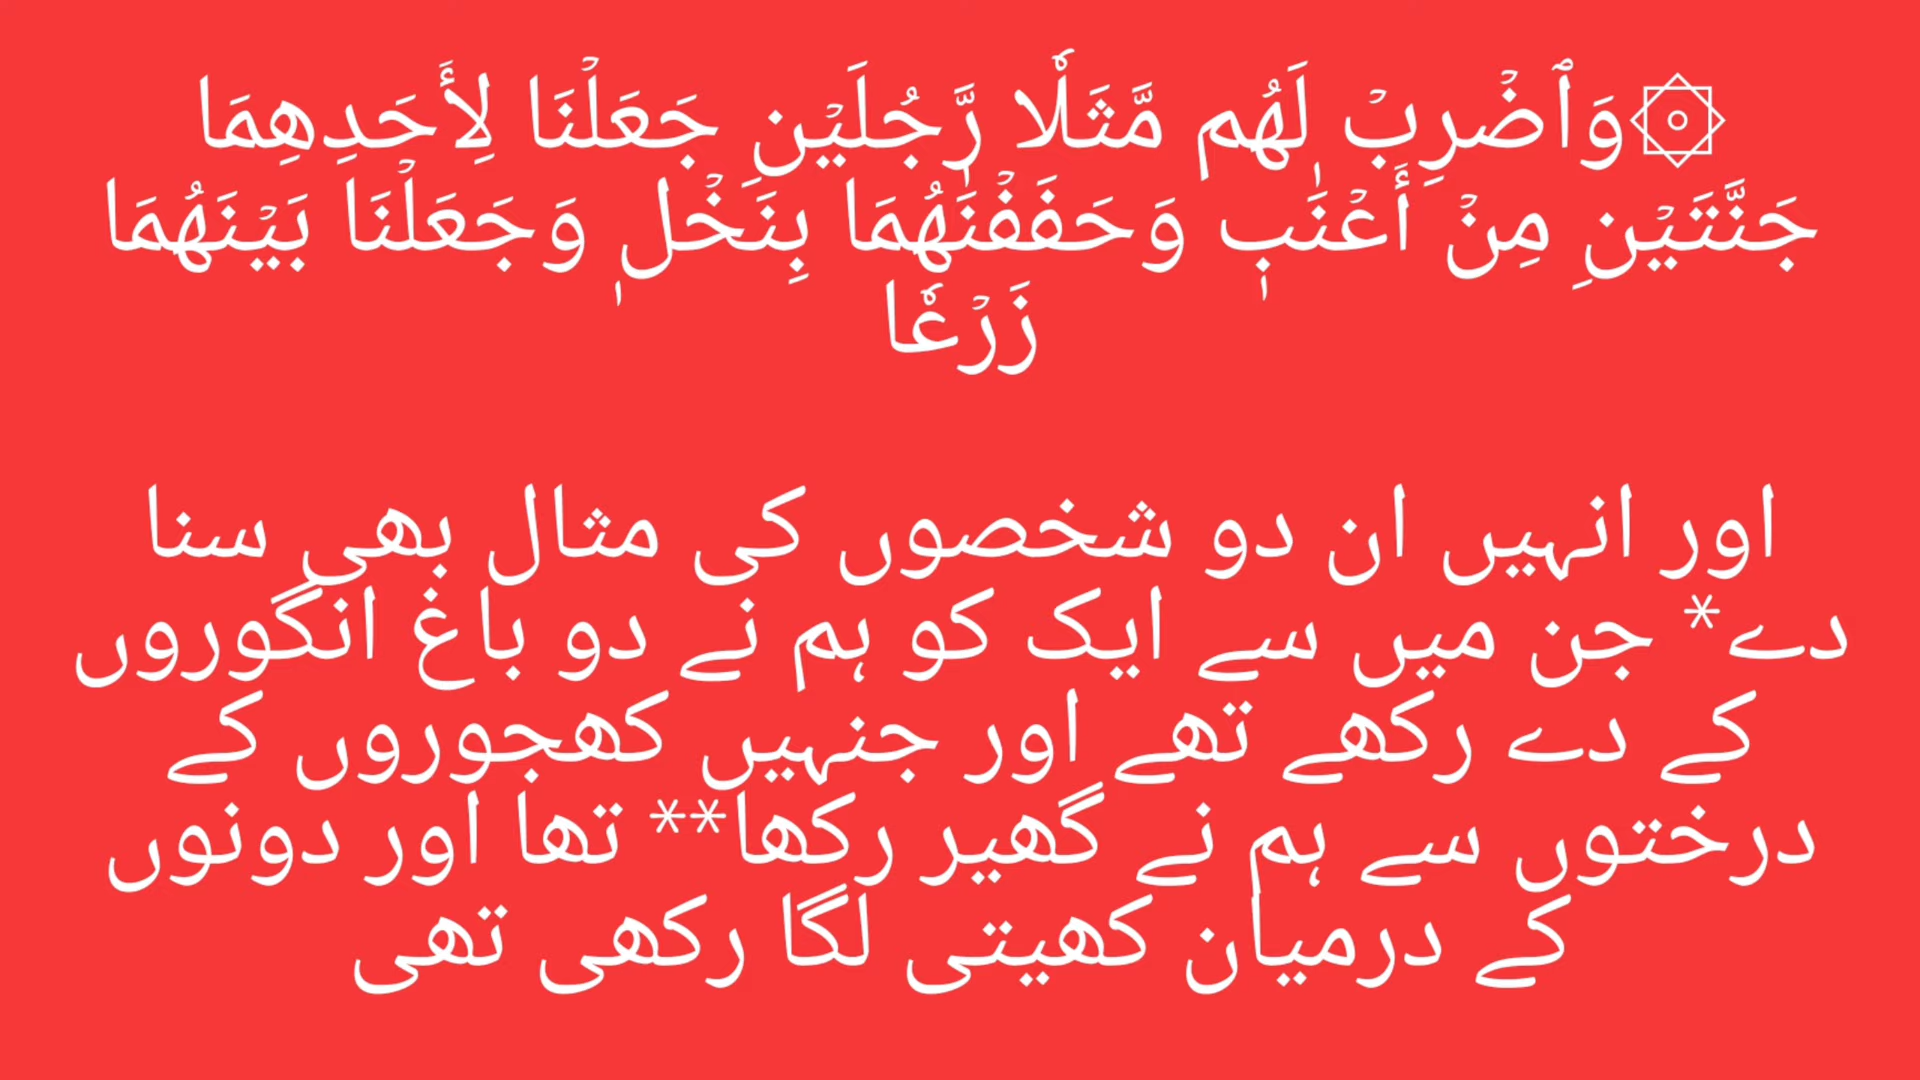 ۞وَٱضۡرِبۡ لَهُم مَّثَلٗا رَّجُلَيۡنِ جَعَلۡنَا لِأَحَدِهِمَا
جَنَّتَيۡنِ مِنۡ أَعۡنَٰبٖ وَحَفَفۡنَٰهُمَا بِنَخۡلٖ وَجَعَلۡنَا بَيۡنَهُمَا
زَرۡعٗا
اور انہیں ان دو شخصوں کی مثال بھی سنا
دے* جن میں سے ایک کو ہم نے دو باغ انگوروں
کے دے رکھے تھے اور جنہیں کھجوروں کے
درختوں سے ہم نے گھیر رکھا** تھا اور دونوں
کے درمیان کھیتی لگا رکھی تھی